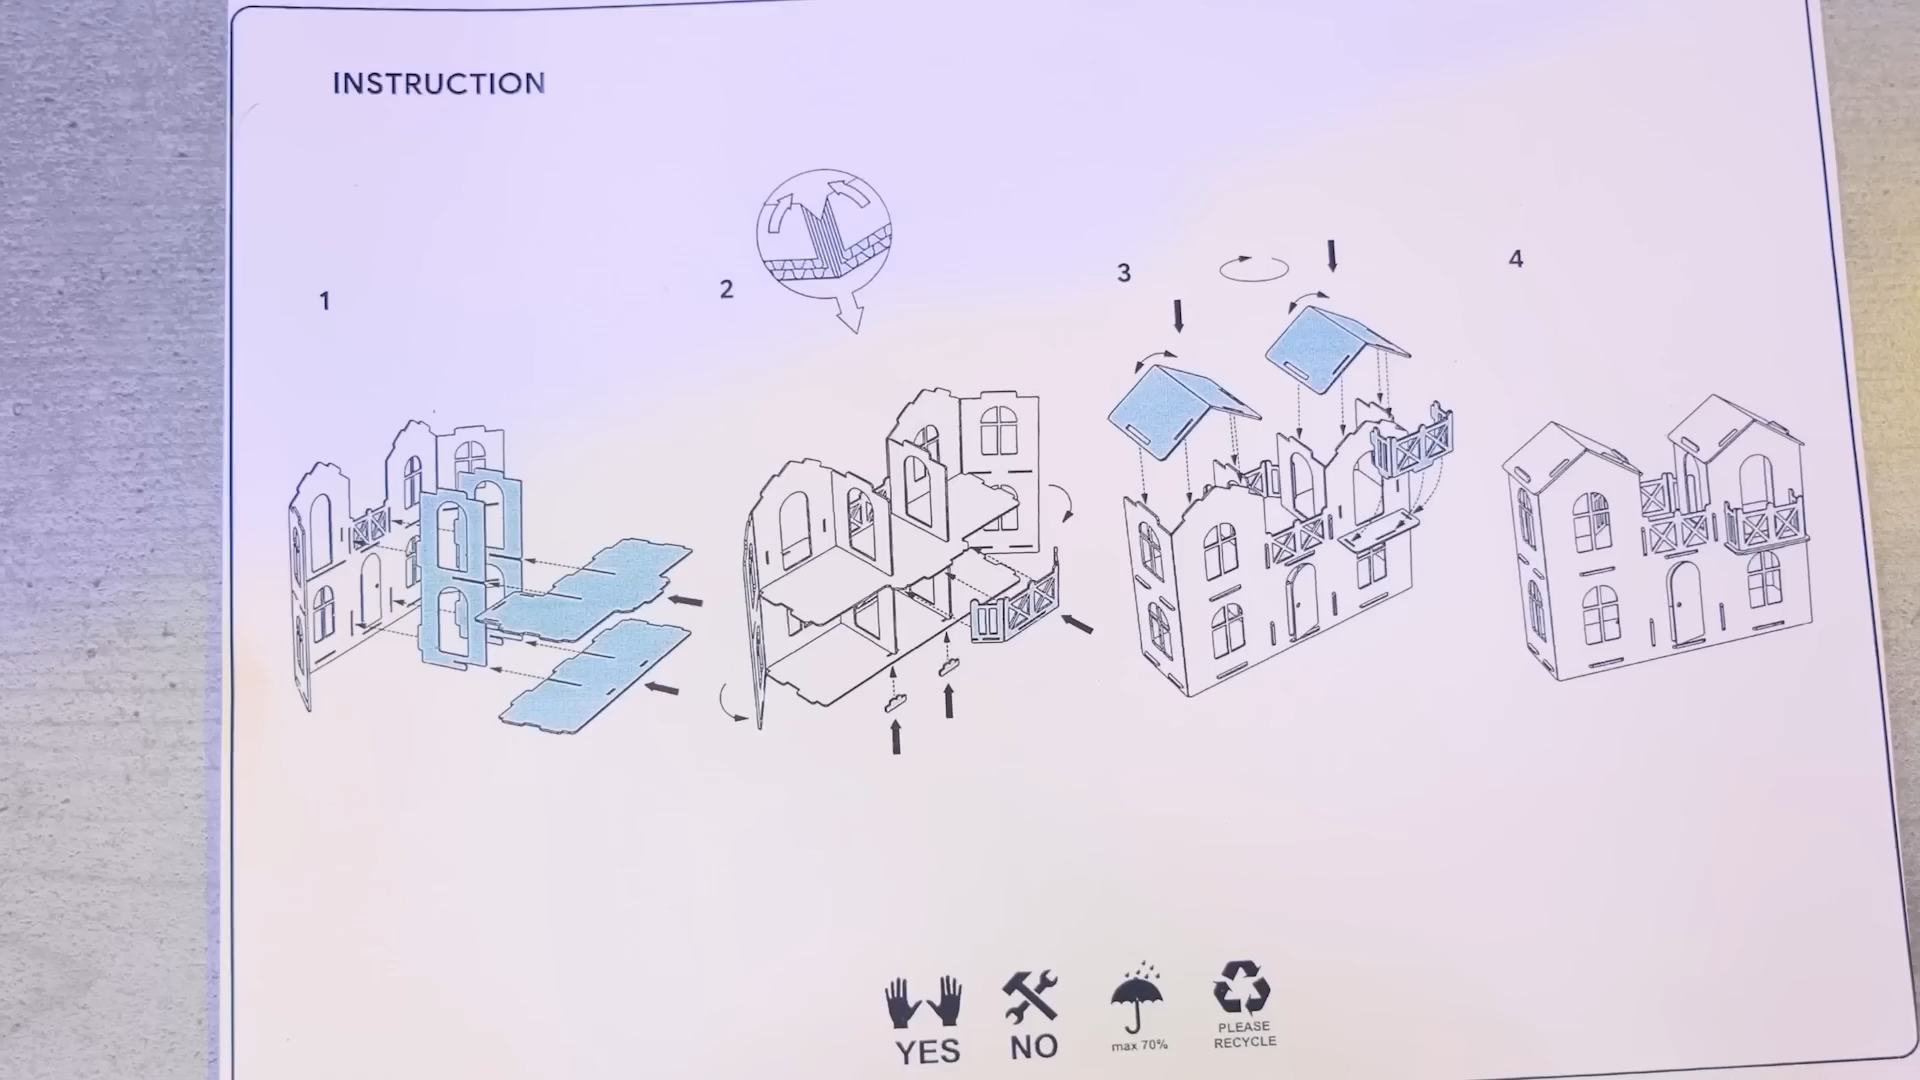 INSTRUCTION
1
2
3
4
YES
NO
max 70%
PLEASE
RECYCLE